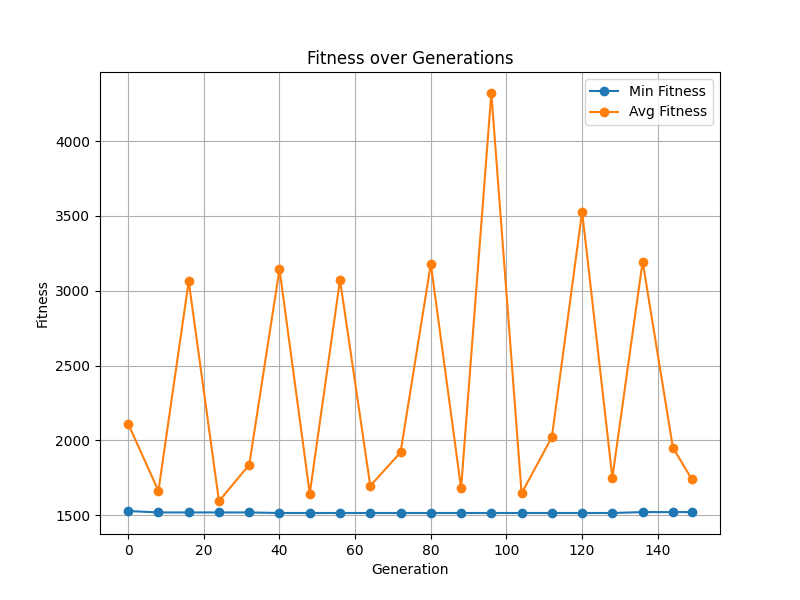 Fitness over Generations
Min Fitness
Avg Fitness
4000
3500
3000
2500
2000
1500
Fitness
0 20 40 60 80 100 120 140
Generation